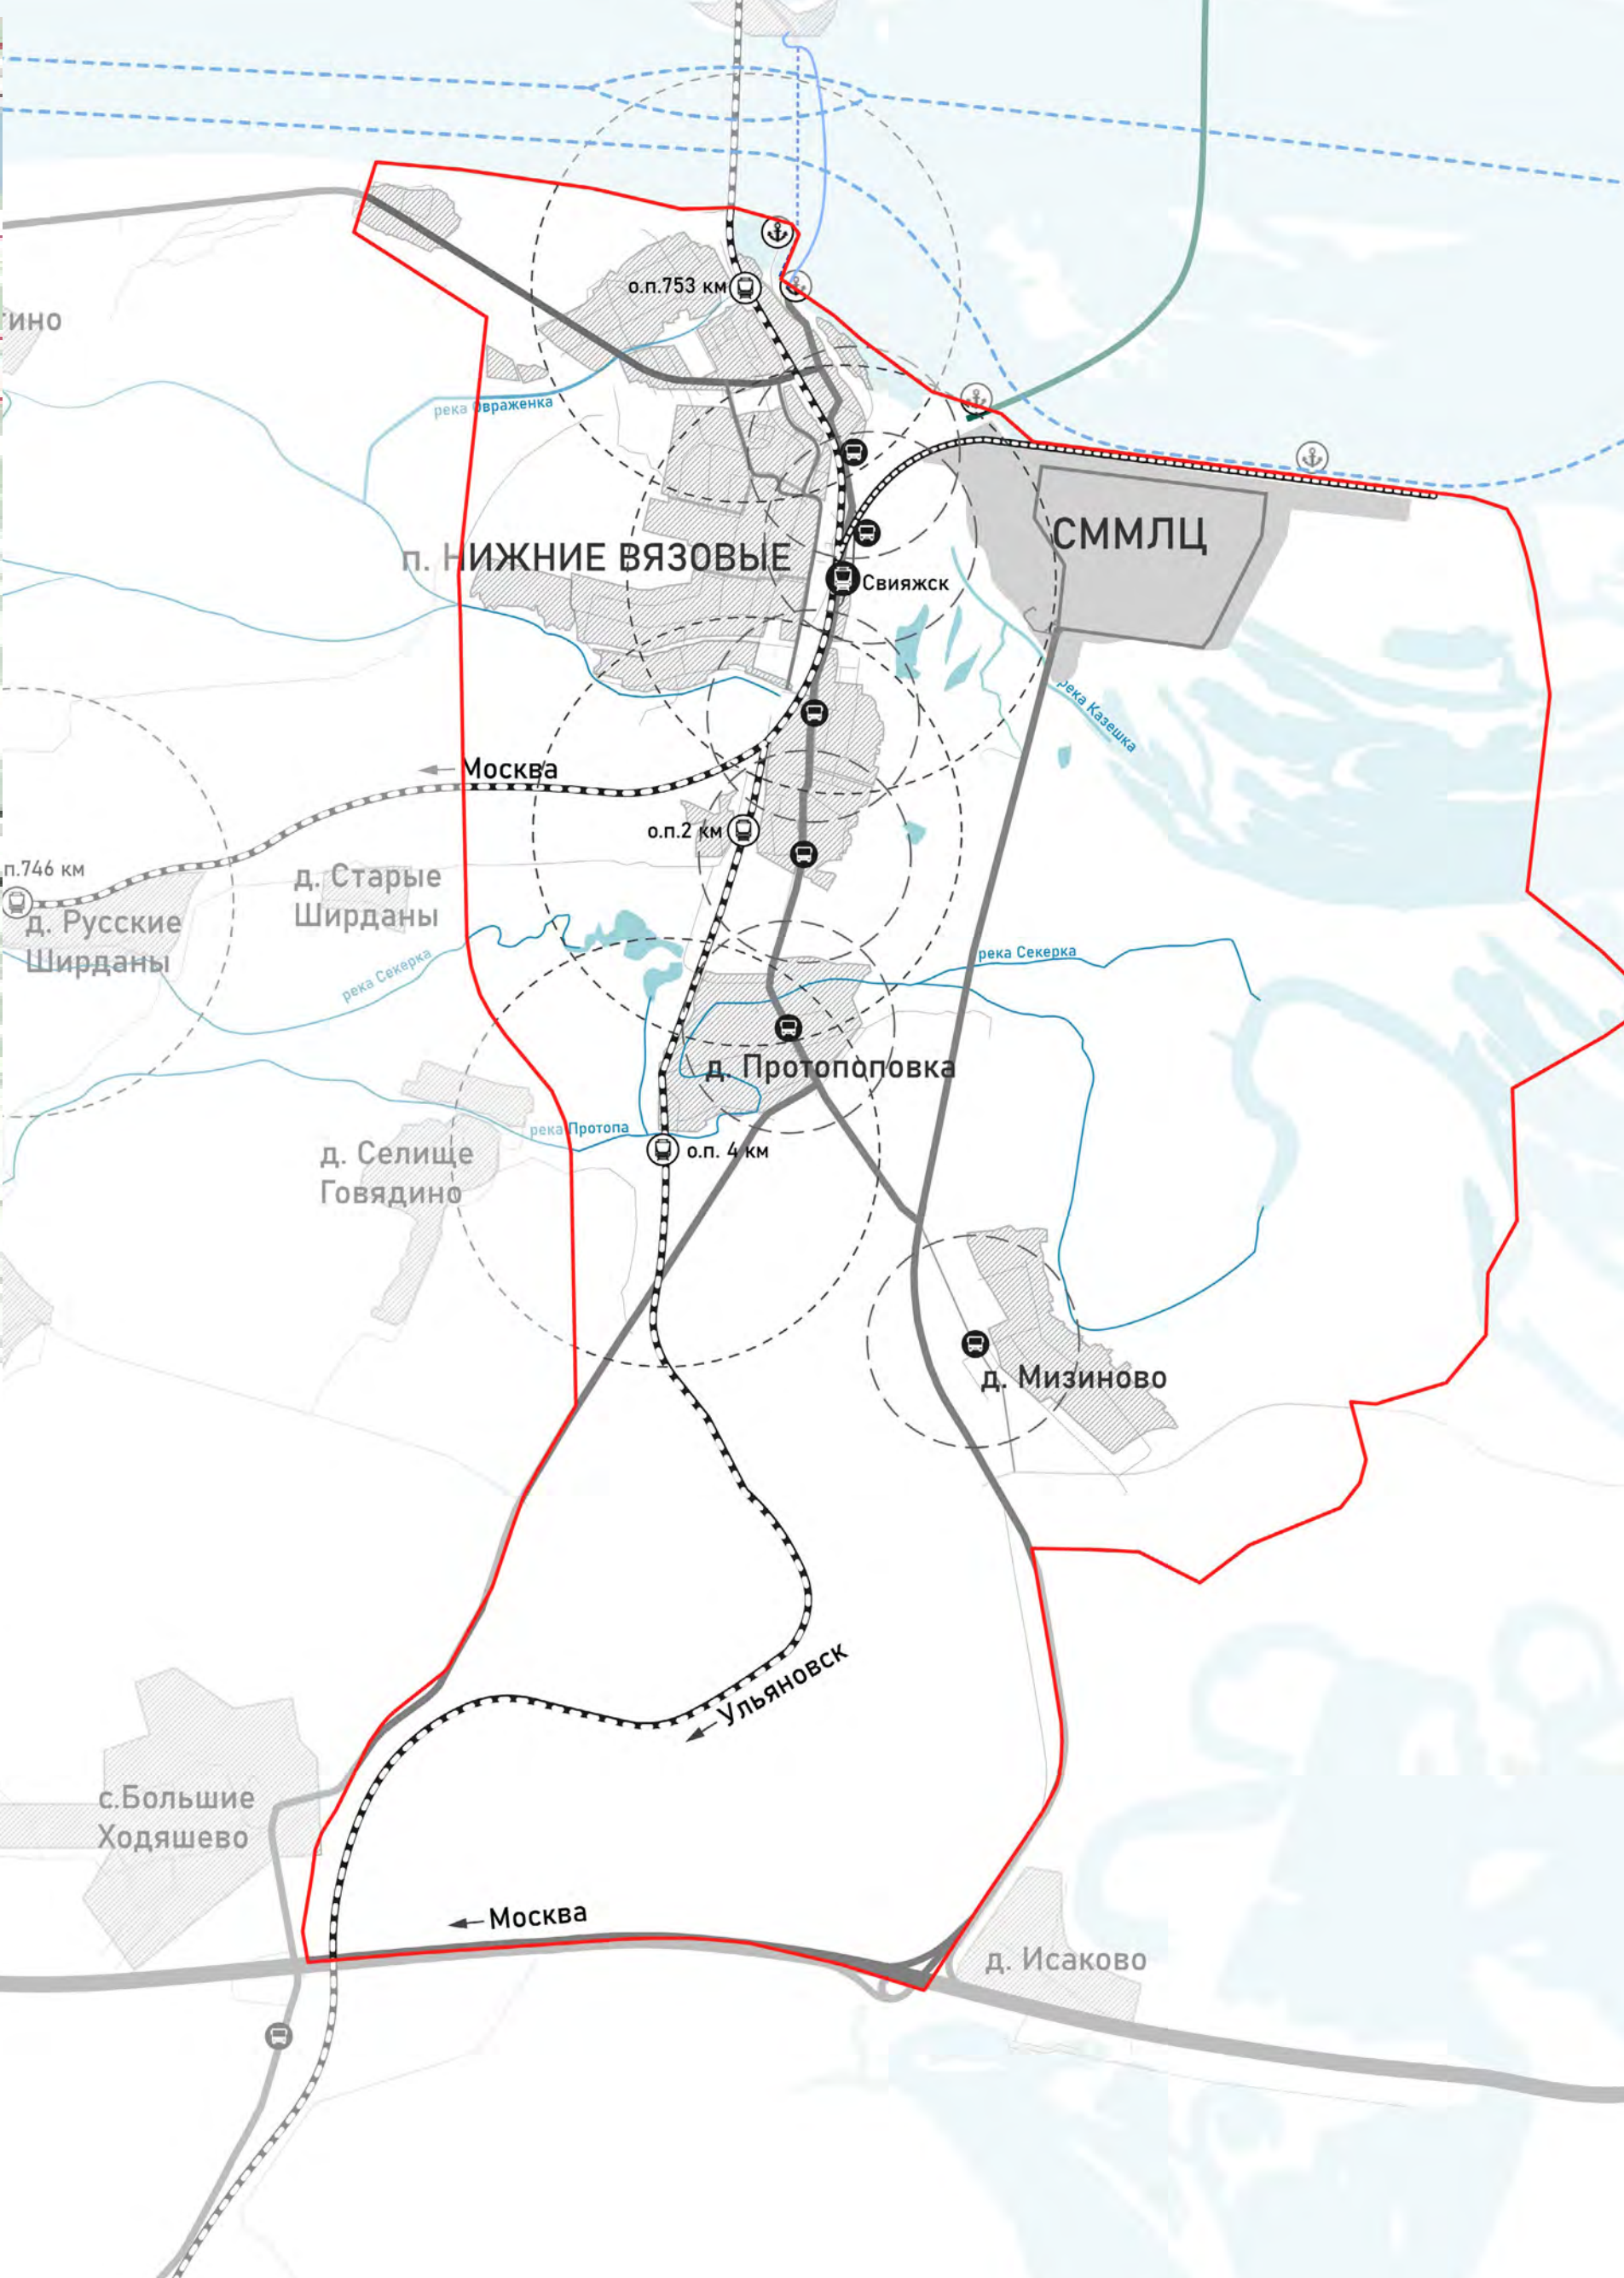 о.п.753 км
ино
река Овраженка
СММЛЦ
п. НИЖНИЕ ВЯЗОВЫЕ
Свияжск
река Казешка
Москва
о.п.2 км
п.746 км
д. Старые
Ширданы
д. Русские
Ширданы
река Секерка
река Секерка
д. Протопоповка
река Протопа
о.п. 4 км
д. Селище
Говядино
д. Мизиново
Ульяновск
с.Большие
Ходяшево
Москва
д. Исаково